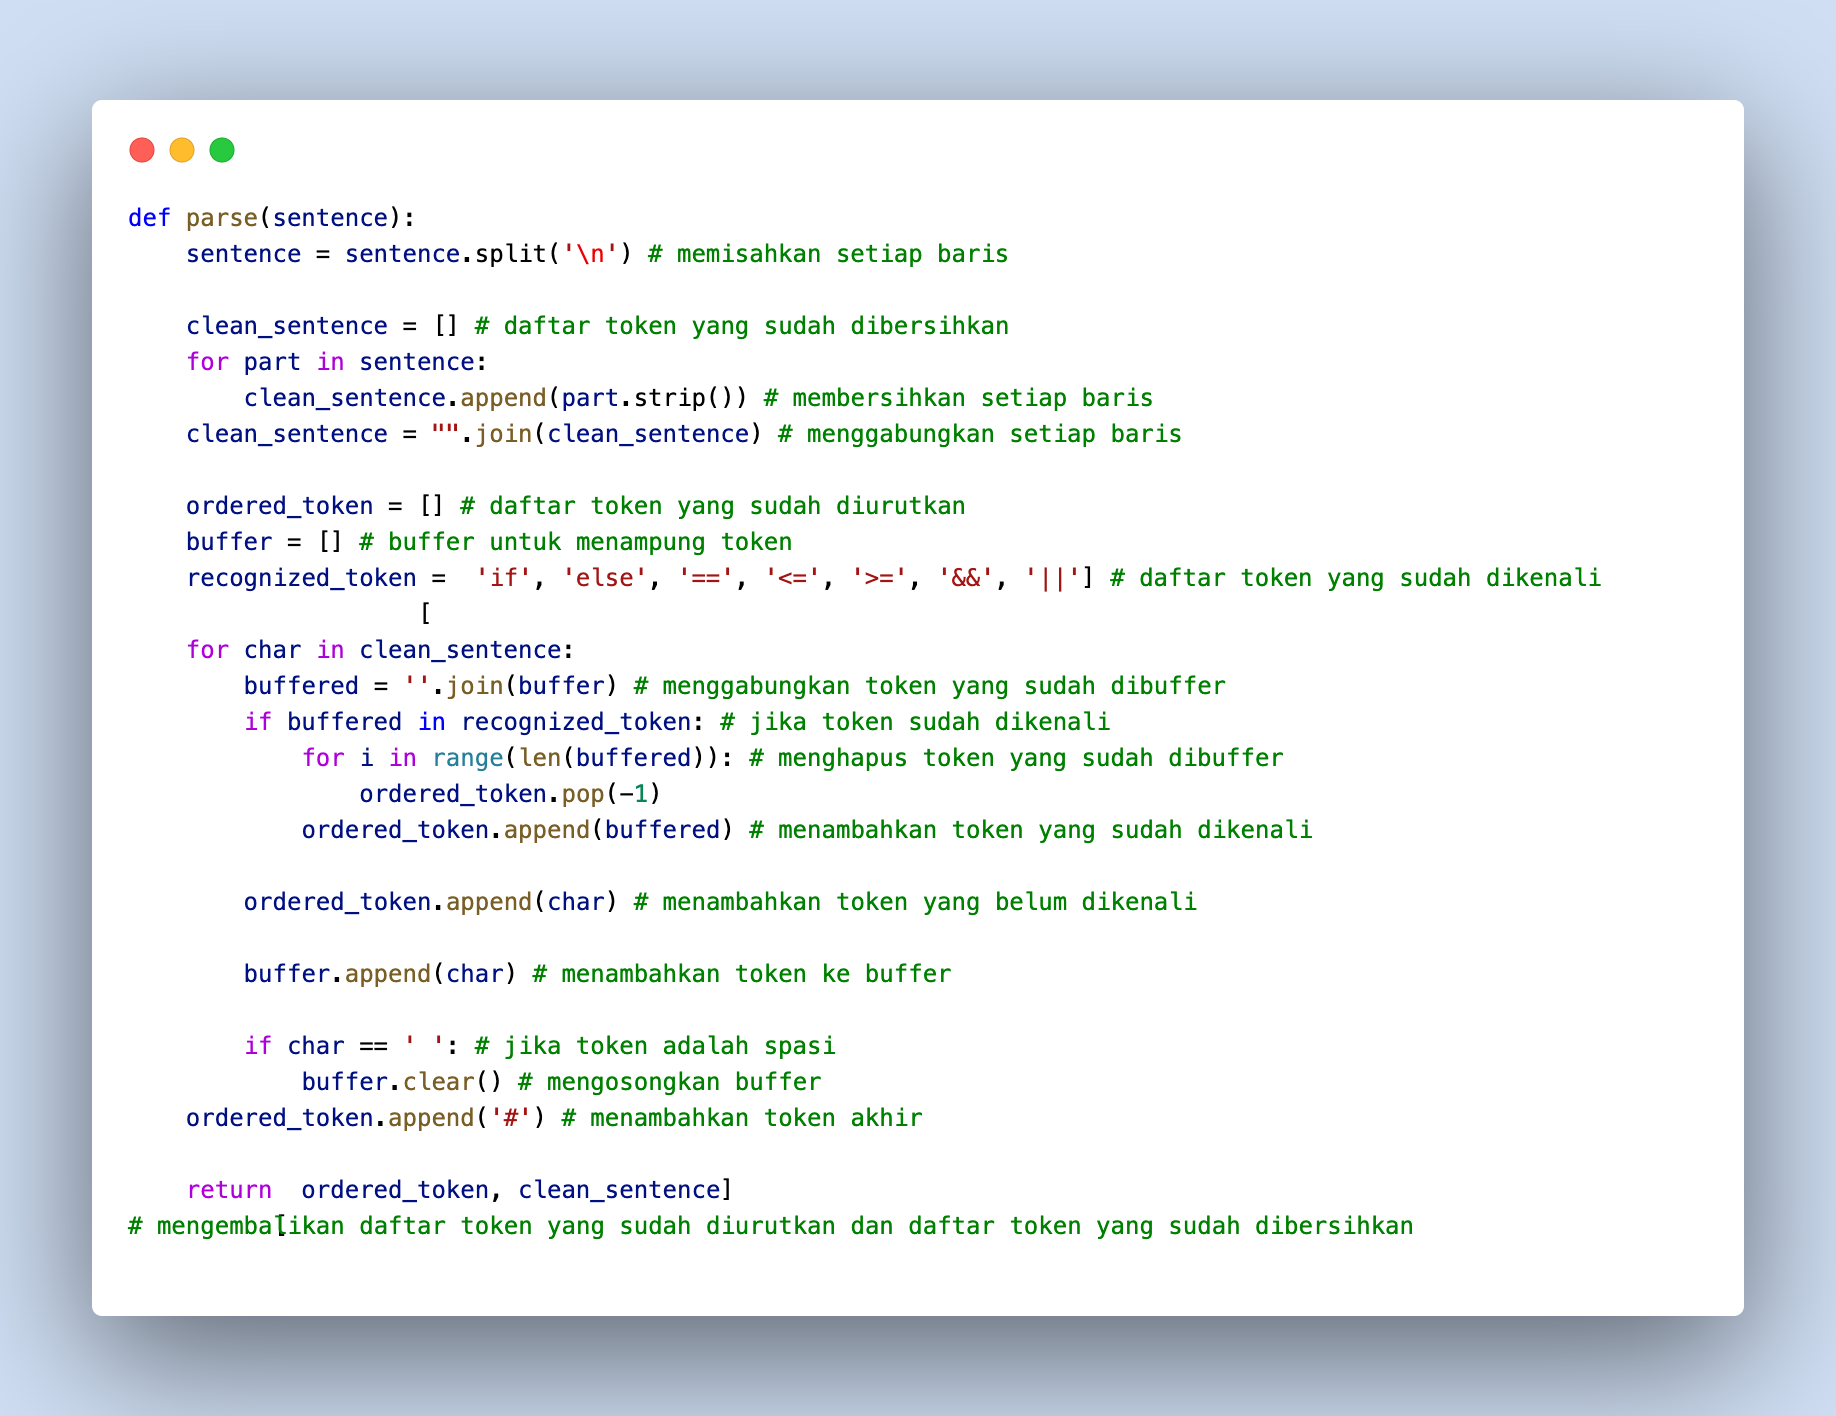 def parse(sentence):
    sentence = sentence.split('\n') # memisahkan setiap baris

    clean_sentence = [] # daftar token yang sudah dibersihkan
    for part in sentence:
        clean_sentence.append(part.strip()) # membersihkan setiap baris
    clean_sentence = "".join(clean_sentence) # menggabungkan setiap baris

    ordered_token = [] # daftar token yang sudah diurutkan
    buffer = [] # buffer untuk menampung token
    recognized_token =  'if', 'else', '==', '<=', '>=', '&&', '||'] # daftar token yang sudah dikenali
                    [
    for char in clean_sentence:
        buffered = ''.join(buffer) # menggabungkan token yang sudah dibuffer
        if buffered in recognized_token: # jika token sudah dikenali
            for i in range(len(buffered)): # menghapus token yang sudah dibuffer
                ordered_token.pop(-1)
            ordered_token.append(buffered) # menambahkan token yang sudah dikenali

        ordered_token.append(char) # menambahkan token yang belum dikenali

        buffer.append(char) # menambahkan token ke buffer

        if char == ' ': # jika token adalah spasi
            buffer.clear() # mengosongkan buffer
    ordered_token.append('#') # menambahkan token akhir

    return  ordered_token, clean_sentence]
          [
# mengembalikan daftar token yang sudah diurutkan dan daftar token yang sudah dibersihkan